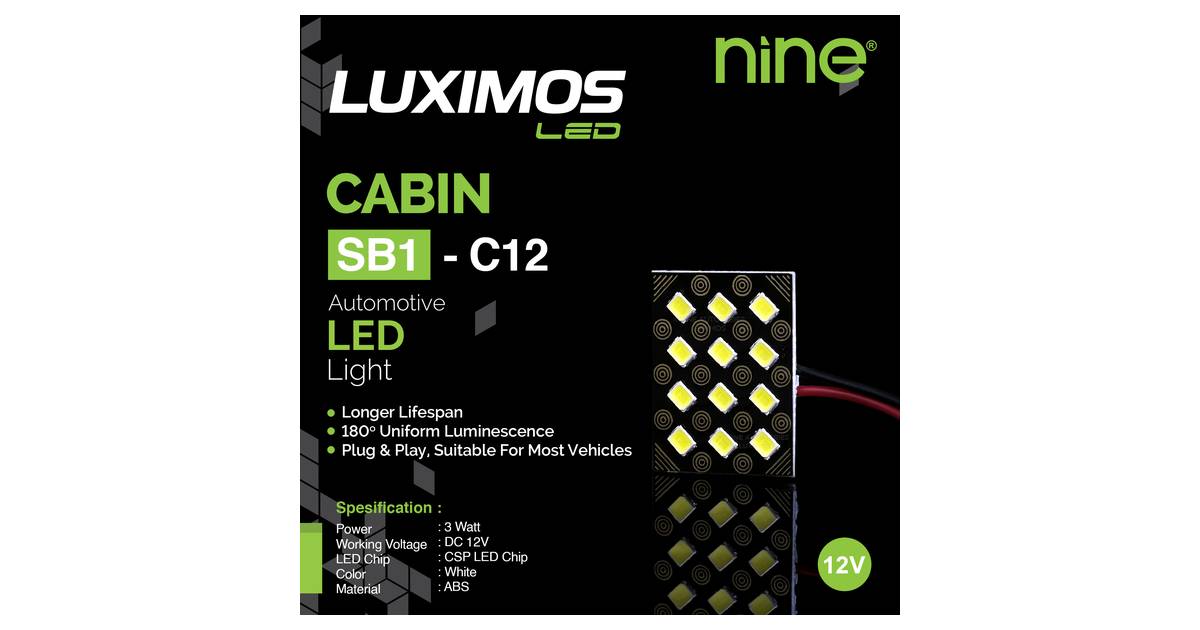 nine®
LUXIMOS
LED
CABIN
SB1 - C12
Automotive
LED
Light
• Longer Lifespan
• 180º Uniform Luminescence
• Plug & Play, Suitable For Most Vehicles
Spesification :
Power : 3 Watt
Working Voltage : DC 12V
LED Chip : CSP LED Chip
Color : White
Material : ABS
12V